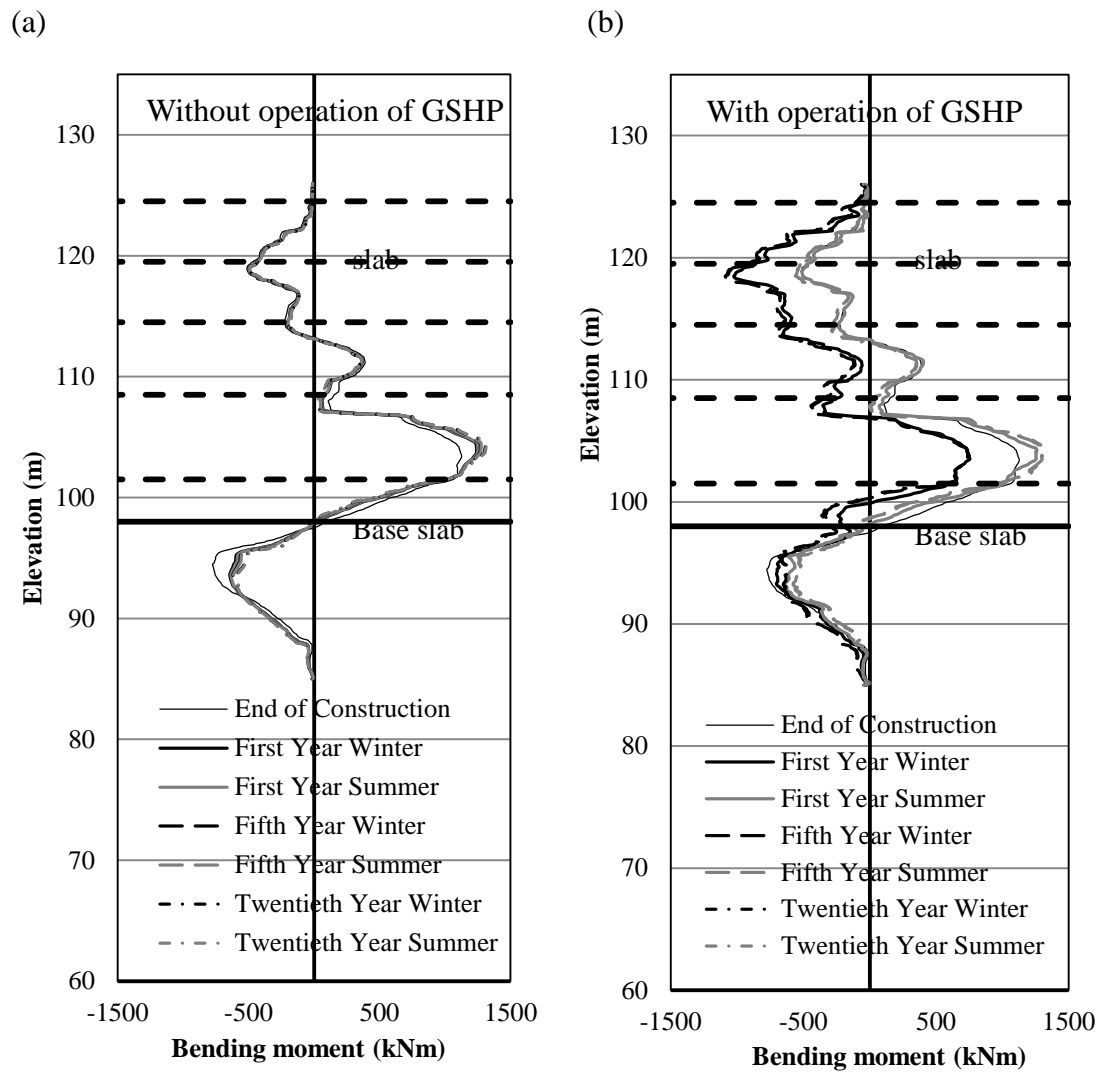 (a)
Without operation of GSHP
130
120
110
100
90
80
70
60
Elevation (m)
slab
Base slab
End of Construction
First Year Winter
First Year Summer
Fifth Year Winter
Fifth Year Summer
Twentieth Year Winter
Twentieth Year Summer
-1500
-500
500
1500
Bending moment (kNm)
(b)
With operation of GSHP
130
120
110
100
90
80
70
60
Elevation (m)
slab
Base slab
End of Construction
First Year Winter
First Year Summer
Fifth Year Winter
Fifth Year Summer
Twentieth Year Winter
Twentieth Year Summer
-1500
-500
500
1500
Bending moment (kNm)